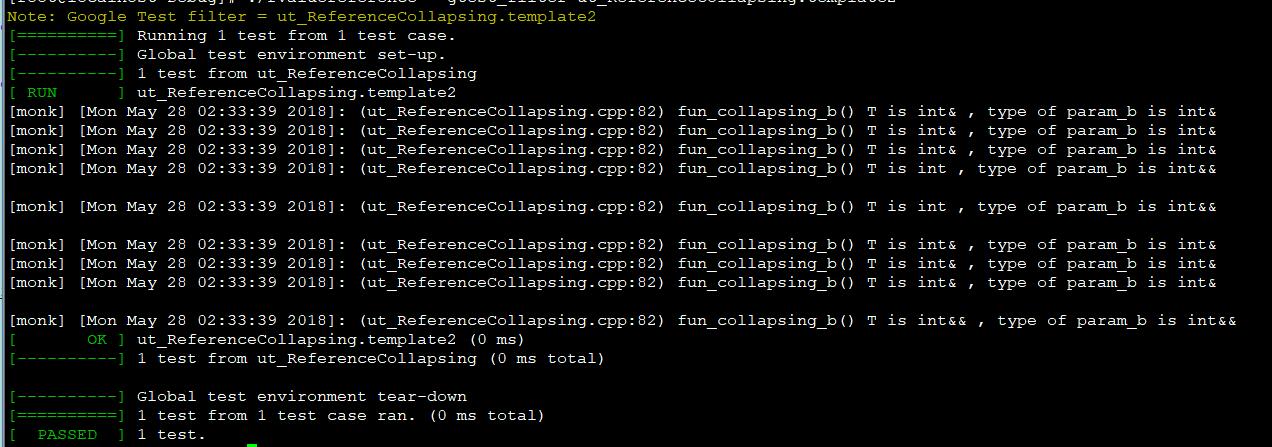 Note: Google Test filter = ut_ReferenceCollapsing.template2
[==========] Running 1 test from 1 test case.
[----------] Global test environment set-up.
[----------] 1 test from ut_ReferenceCollapsing
[ RUN      ] ut_ReferenceCollapsing.template2
[monk] [Mon May 28 02:33:39 2018]: (ut_ReferenceCollapsing.cpp:82) fun_collapsing_b() T is int& , type of param_b is int&
[monk] [Mon May 28 02:33:39 2018]: (ut_ReferenceCollapsing.cpp:82) fun_collapsing_b() T is int& , type of param_b is int&
[monk] [Mon May 28 02:33:39 2018]: (ut_ReferenceCollapsing.cpp:82) fun_collapsing_b() T is int& , type of param_b is int&
[monk] [Mon May 28 02:33:39 2018]: (ut_ReferenceCollapsing.cpp:82) fun_collapsing_b() T is int , type of param_b is int&&
[monk] [Mon May 28 02:33:39 2018]: (ut_ReferenceCollapsing.cpp:82) fun_collapsing_b() T is int , type of param_b is int&&
[monk] [Mon May 28 02:33:39 2018]: (ut_ReferenceCollapsing.cpp:82) fun_collapsing_b() T is int& , type of param_b is int&
[monk] [Mon May 28 02:33:39 2018]: (ut_ReferenceCollapsing.cpp:82) fun_collapsing_b() T is int& , type of param_b is int&
[monk] [Mon May 28 02:33:39 2018]: (ut_ReferenceCollapsing.cpp:82) fun_collapsing_b() T is int& , type of param_b is int&
[monk] [Mon May 28 02:33:39 2018]: (ut_ReferenceCollapsing.cpp:82) fun_collapsing_b() T is int&& , type of param_b is int&&
[       OK ] ut_ReferenceCollapsing.template2 (0 ms)
[----------] 1 test from ut_ReferenceCollapsing (0 ms total)
[----------] Global test environment tear-down
[==========] 1 test from 1 test case ran. (0 ms total)
[  PASSED  ] 1 test.